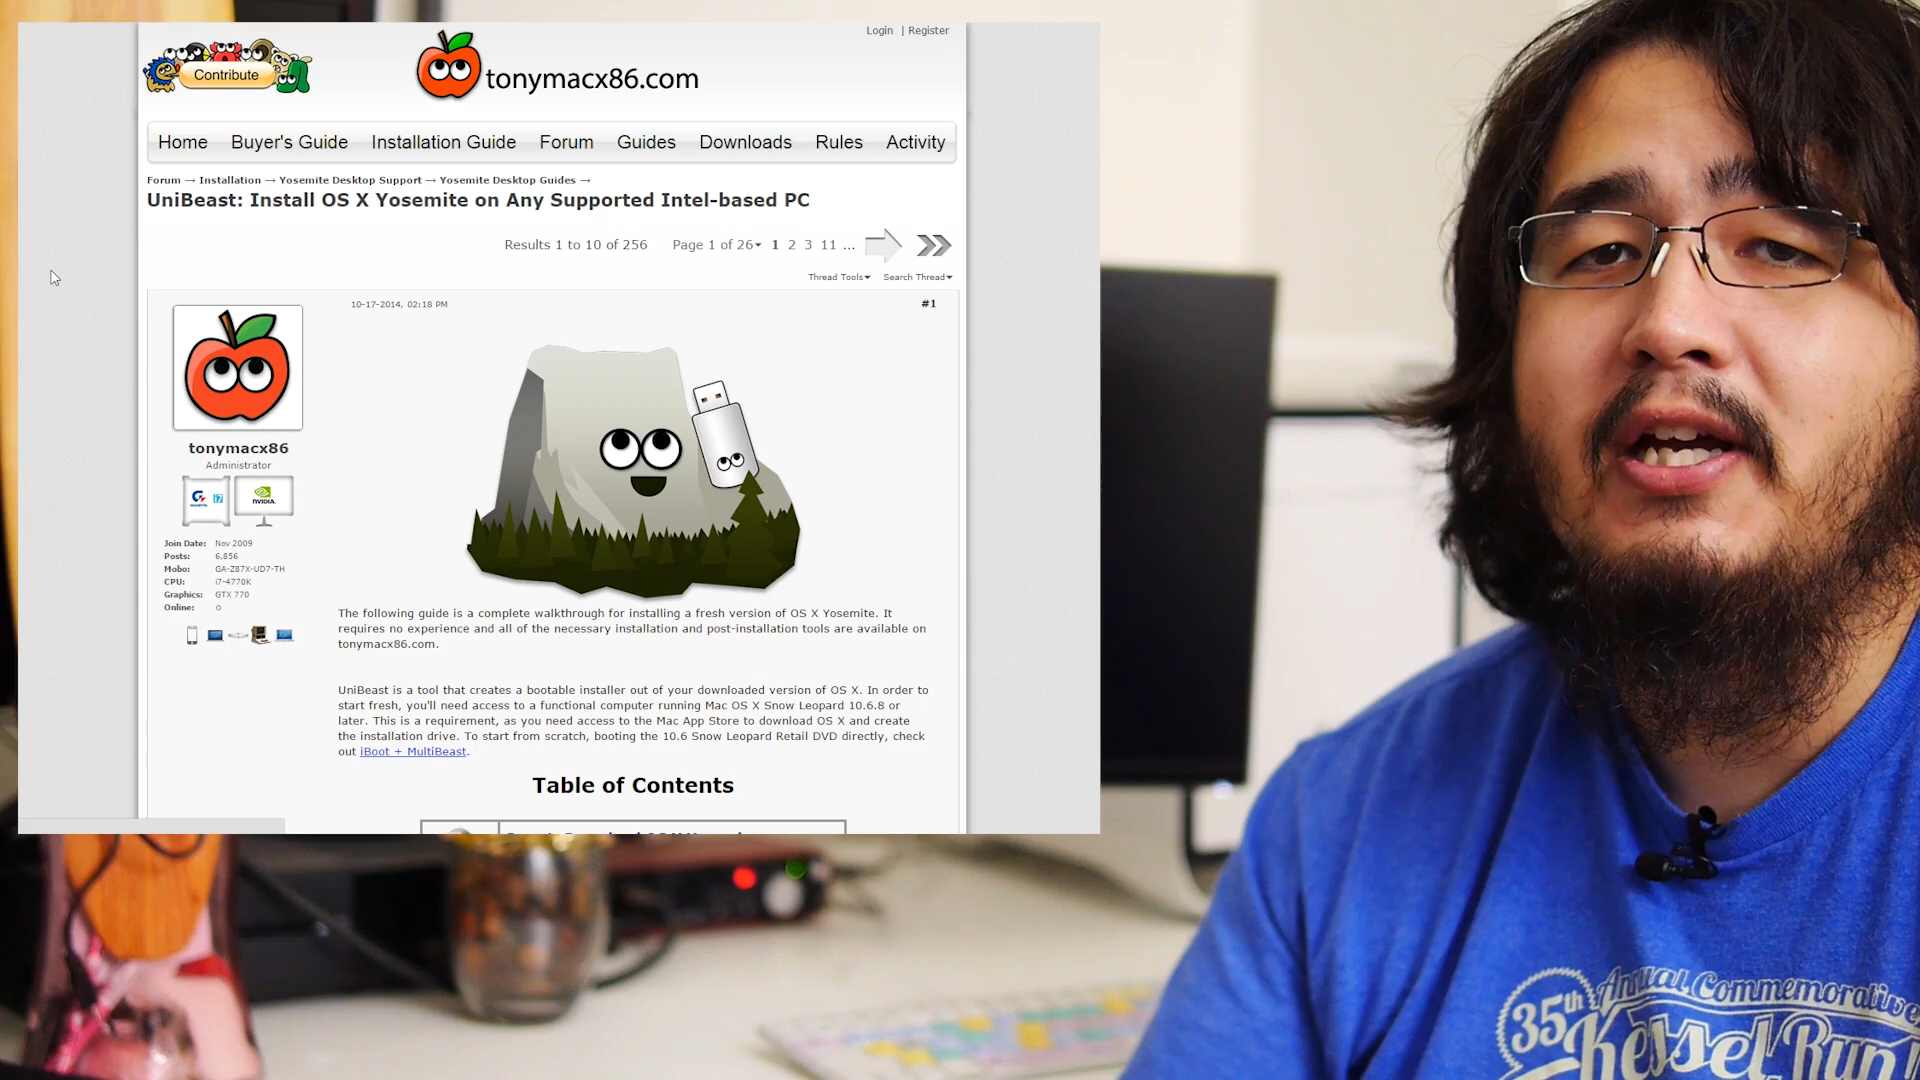 Login | Register
Contribute
tonymacx86.com
Home Buyer's Guide Installation Guide Forum Guides Downloads Rules Activity
Forum → Installation → Yosemite Desktop Support → Yosemite Desktop Guides →
UniBeast: Install OS X Yosemite on Any Supported Intel-based PC
Results 1 to 10 of 256 Page 1 of 26 1 2 3 11 ...
Thread Tools Search Thread
10-17-2014, 02:18 PM #1
tonymacx86
Administrator
GIGABYTE i7 NVIDIA
Join Date: Nov 2009
Posts: 6,856
Mobo: GA-Z87X-UD7-TH
CPU: i7-4770K
Graphics: GTX 770
Online:
The following guide is a complete walkthrough for installing a fresh version of OS X Yosemite. It
requires no experience and all of the necessary installation and post-installation tools are available on
tonymacx86.com.
UniBeast is a tool that creates a bootable installer out of your downloaded version of OS X. In order to
start fresh, you'll need access to a functional computer running Mac OS X Snow Leopard 10.6.8 or
later. This is a requirement, as you need access to the Mac App Store to download OS X and create
the installation drive. To start from scratch, booting the 10.6 Snow Leopard Retail DVD directly, check
out iBoot + MultiBeast.
Table of Contents
35th Annual Commemorative
Kessel Run